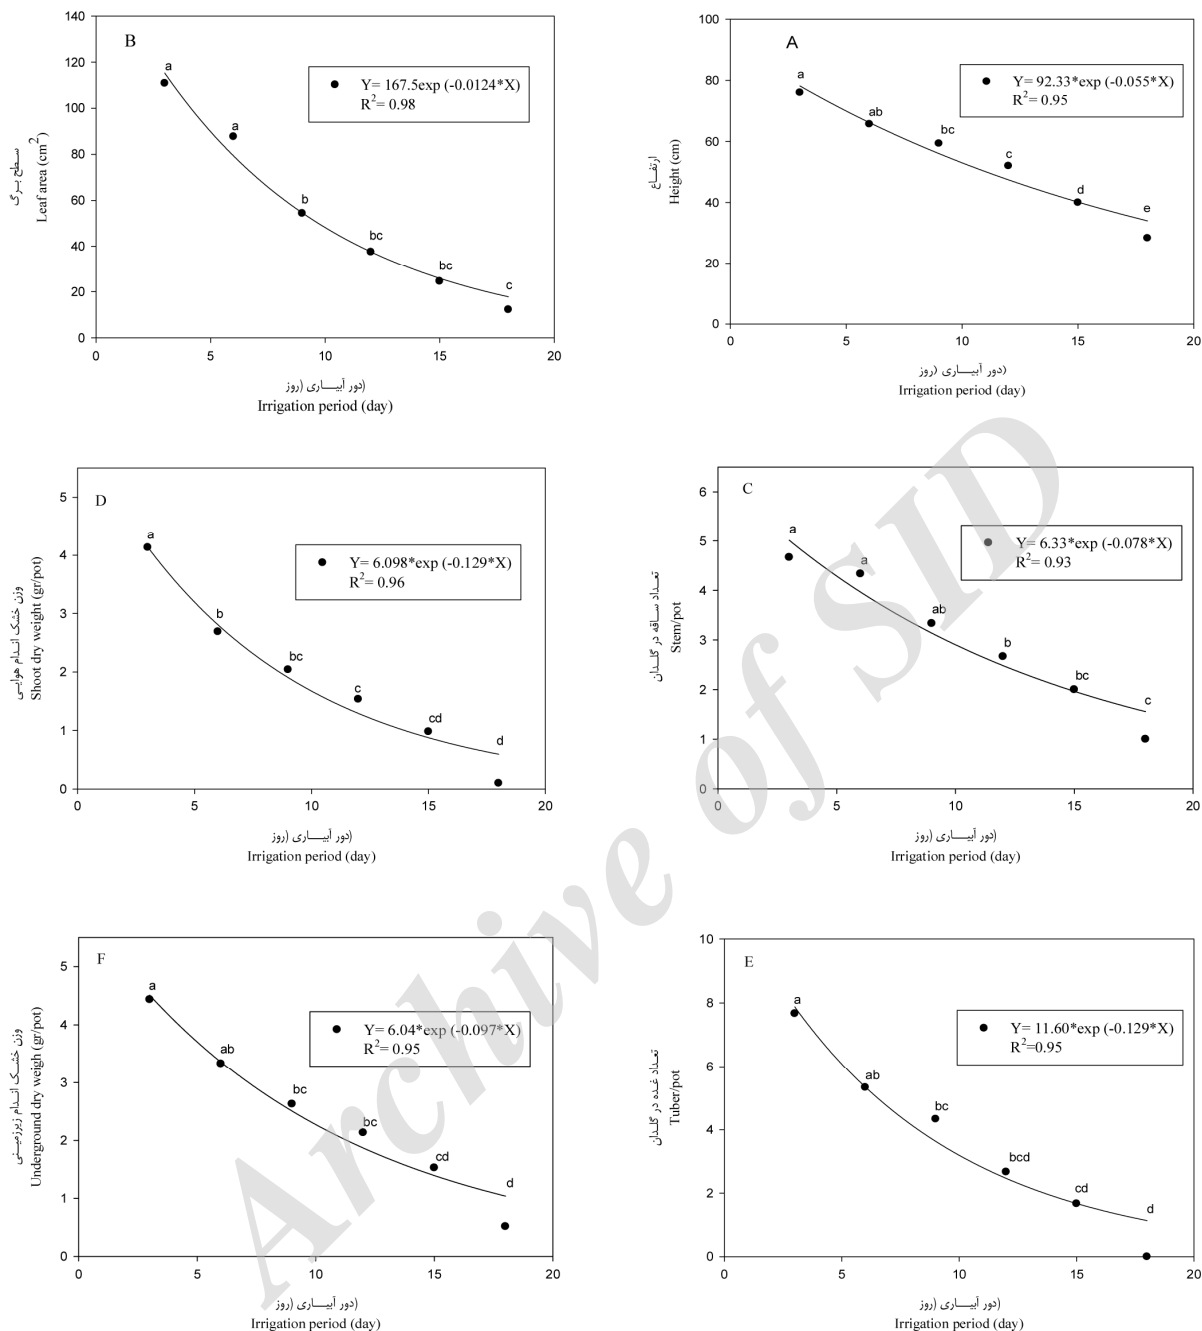 B
Y= 167.5exp (-0.0124*X)
R2= 0.98
a
a
b
bc
bc
c
140
120
100
80
60
40
20
0
سطح برگ
Leaf area (cm2)
0 5 10 15 20
دور آبیاری (روز)
Irrigation period (day)
A
Y= 92.33*exp (-0.055*X)
R2= 0.95
a
ab
bc
c
d
e
100
80
60
40
20
0
ارتفاع
Height (cm)
0 5 10 15 20
دور آبیاری (روز)
Irrigation period (day)
D
Y= 6.098*exp (-0.129*X)
R2= 0.96
a
b
bc
c
cd
d
5
4
3
2
1
0
وزن خشک اندام هوایی
Shoot dry weight (gr/pot)
0 5 10 15 20
دور آبیاری (روز)
Irrigation period (day)
C
Y= 6.33*exp (-0.078*X)
R2= 0.93
a
a
ab
b
bc
c
6
5
4
3
2
1
0
تعداد ساقه در گلدان
Stem/pot
0 5 10 15 20
دور آبیاری (روز)
Irrigation period (day)
F
Y= 6.04*exp (-0.097*X)
R2= 0.95
a
ab
bc
bc
cd
d
5
4
3
2
1
0
وزن خشک اندام زیرزمینی
Underground dry weigh (gr/pot)
0 5 10 15 20
دور آبیاری (روز)
Irrigation period (day)
E
Y= 11.60*exp (-0.129*X)
R2=0.95
a
ab
bc
bcd
cd
d
10
8
6
4
2
0
تعداد غده در گلدان
Tuber/pot
0 5 10 15 20
دور آبیاری (روز)
Irrigation period (day)
Archive of SID